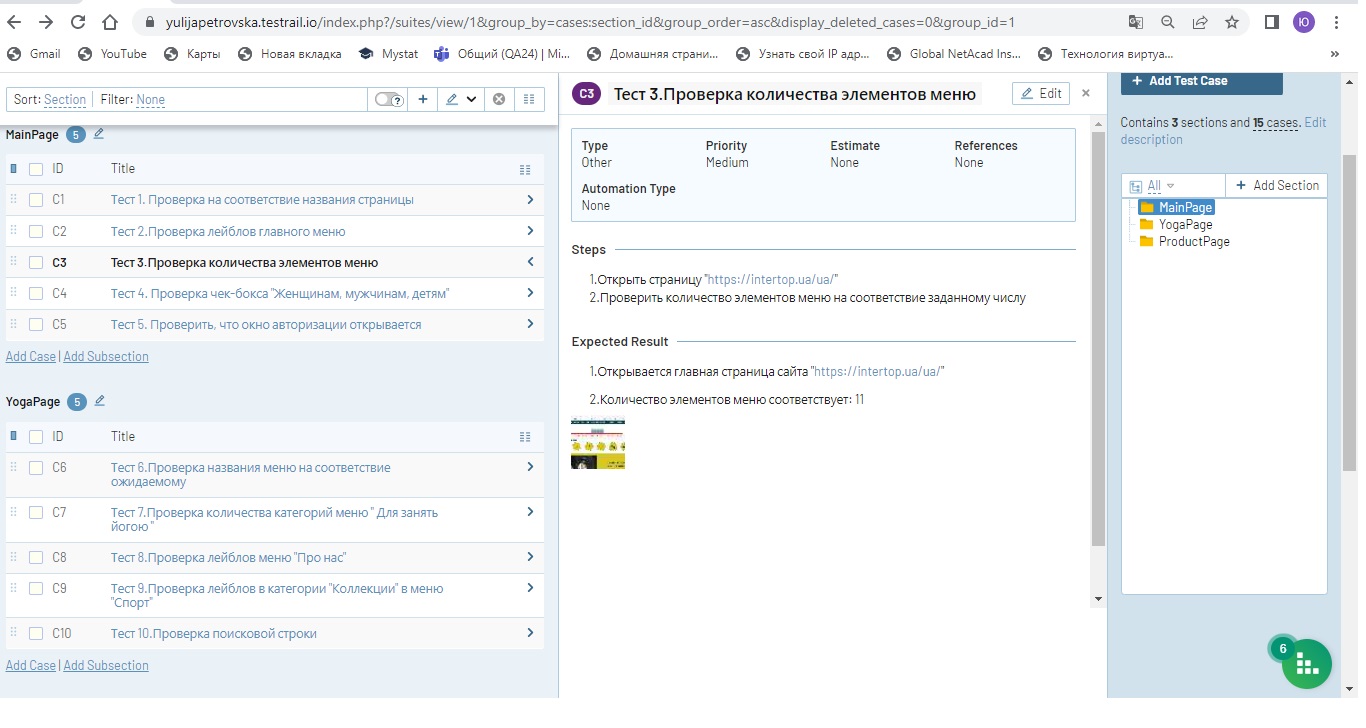 yulijapetrovska.testrail.io/index.php?/suites/view/1&group_by=cases:section_id&group_order=asc&display_deleted_cases=0&group_id=1
Ю
Gmail YouTube Карты Новая вкладка Mystat Общий (QA24) | Mi... Домашняя страни... Узнать свой IP адр... Global NetAcad Ins... Технология виртуа... »
Sort: Section Filter: None
?
MainPage 5
ID Title
C1 Тест 1. Проверка на соответствие названия страницы
C2 Тест 2.Проверка лейблов главного меню
C3 Тест 3.Проверка количества элементов меню
C4 Тест 4. Проверка чек-бокса "Женщинам, мужчинам, детям"
C5 Тест 5. Проверить, что окно авторизации открывается
Add Case | Add Subsection
YogaPage 5
ID Title
C6 Тест 6.Проверка названия меню на соответствие
ожидаемому
C7 Тест 7.Проверка количества категорий меню " Для занять
йогою "
C8 Тест 8.Проверка лейблов меню "Про нас"
C9 Тест 9.Проверка лейблов в категории "Коллекции" в меню
"Спорт"
C10 Тест 10.Проверка поисковой строки
Add Case | Add Subsection
C3 Тест 3.Проверка количества элементов меню Edit
Type Priority Estimate References
Other Medium None None
Automation Type
None
Steps
1.Открыть страницу "https://intertop.ua/ua/"
2.Проверить количество элементов меню на соответствие заданному числу
Expected Result
1.Открывается главная страница сайта "https://intertop.ua/ua/"
2.Количество элементов меню соответствует: 11
+ Add Test Case
Contains 3 sections and 15 cases. Edit
description
All + Add Section
MainPage
YogaPage
ProductPage
6